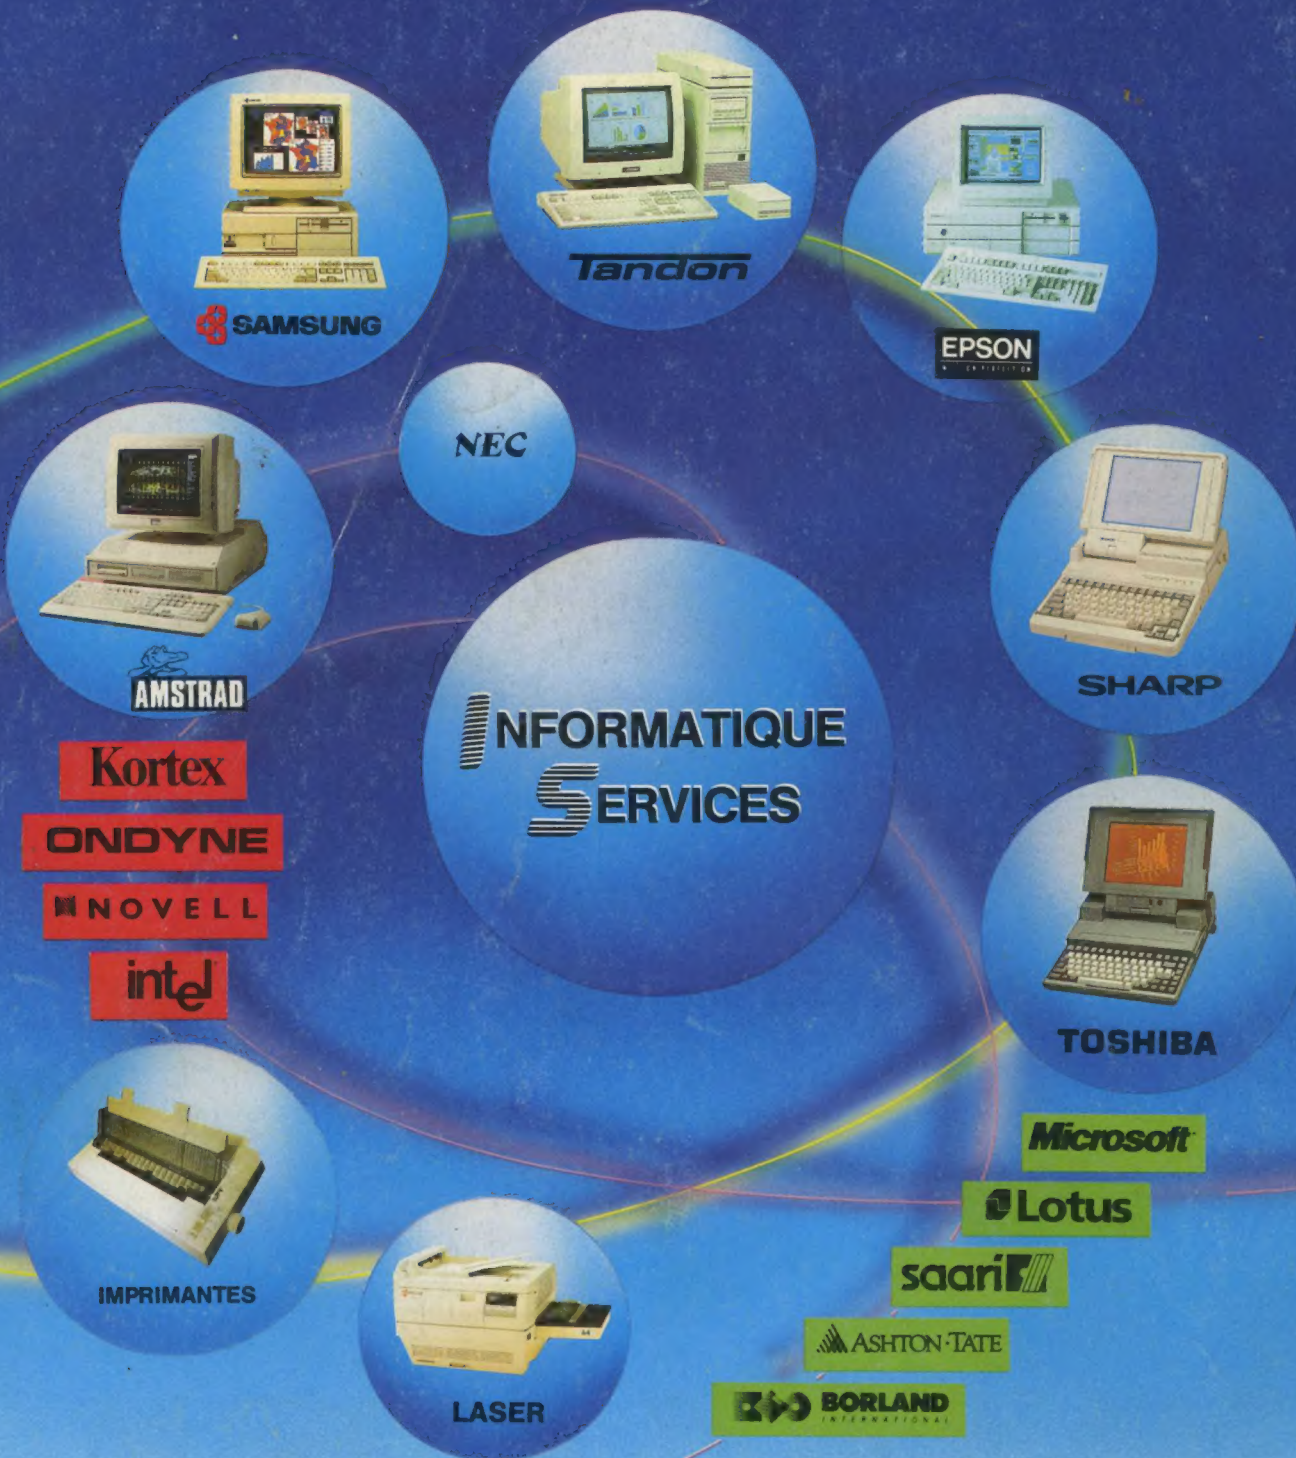 Tandon
SAMSUNG
EPSON
NEC
SHARP
AMSTRAD
INFORMATIQUE
SERVICES
Kortex
ONDYNE
NOVELL
intel
TOSHIBA
Microsoft
Lotus
saari
ASHTON·TATE
BORLAND
INTERNATIONAL
IMPRIMANTES
LASER